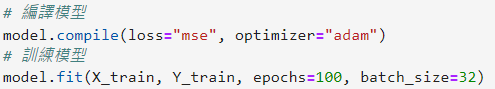 # 編譯模型
model.compile(loss="mse", optimizer="adam")
# 訓練模型
model.fit(X_train, Y_train, epochs=100, batch_size=32)